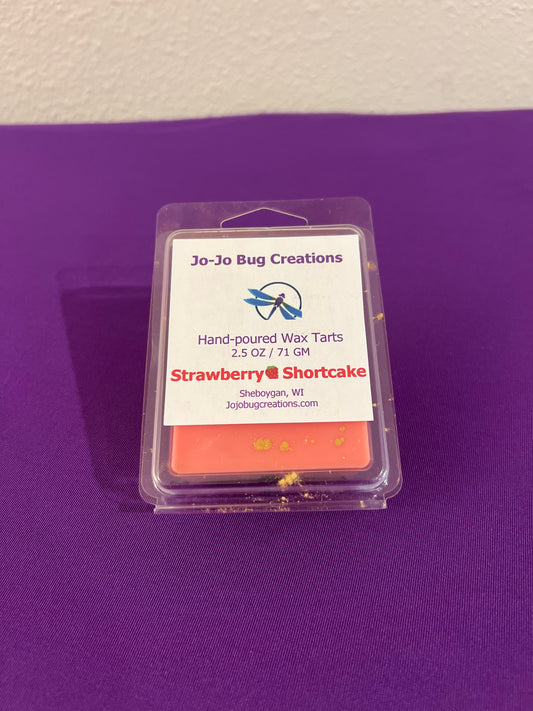 Jo-Jo Bug Creations
Hand-poured Wax Tarts
2.5 OZ / 71 GM
Strawberry🍓 Shortcake
Sheboygan, WI
Jojobugcreations.com